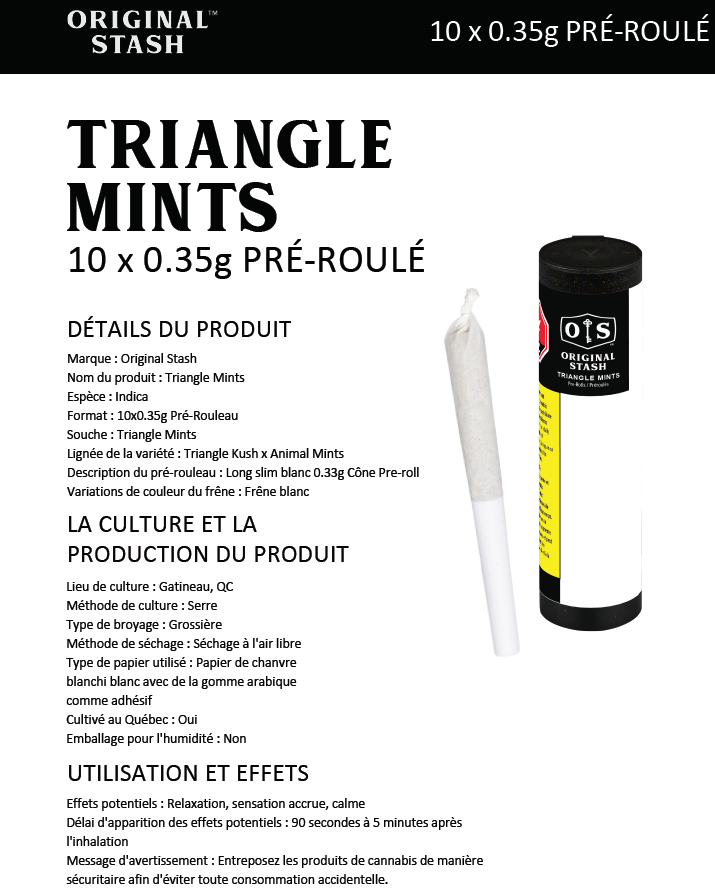 ORIGINAL™
STASH
10 x 0.35g PRÉ-ROULÉ
TRIANGLE
MINTS
10 x 0.35g PRÉ-ROULÉ
DÉTAILS DU PRODUIT
Marque : Original Stash
Nom du produit : Triangle Mints
Espèce : Indica
Format : 10x0.35g Pré-Rouleau
Souche : Triangle Mints
Lignée de la variété : Triangle Kush x Animal Mints
Description du pré-rouleau : Long slim blanc 0.33g Cône Pre-roll
Variations de couleur du frêne : Frêne blanc
LA CULTURE ET LA
PRODUCTION DU PRODUIT
Lieu de culture : Gatineau, QC
Méthode de culture : Serre
Type de broyage : Grossière
Méthode de séchage : Séchage à l'air libre
Type de papier utilisé : Papier de chanvre
blanchi blanc avec de la gomme arabique
comme adhésif
Cultivé au Québec : Oui
Emballage pour l'humidité : Non
UTILISATION ET EFFETS
Effets potentiels : Relaxation, sensation accrue, calme
Délai d'apparition des effets potentiels : 90 secondes à 5 minutes après
l'inhalation
Message d'avertissement : Entreposez les produits de cannabis de manière
sécuritaire afin d'éviter toute consommation accidentelle.
OS
ORIGINAL
STASH
TRIANGLE MINTS
Pre-Rolls / Préroulés